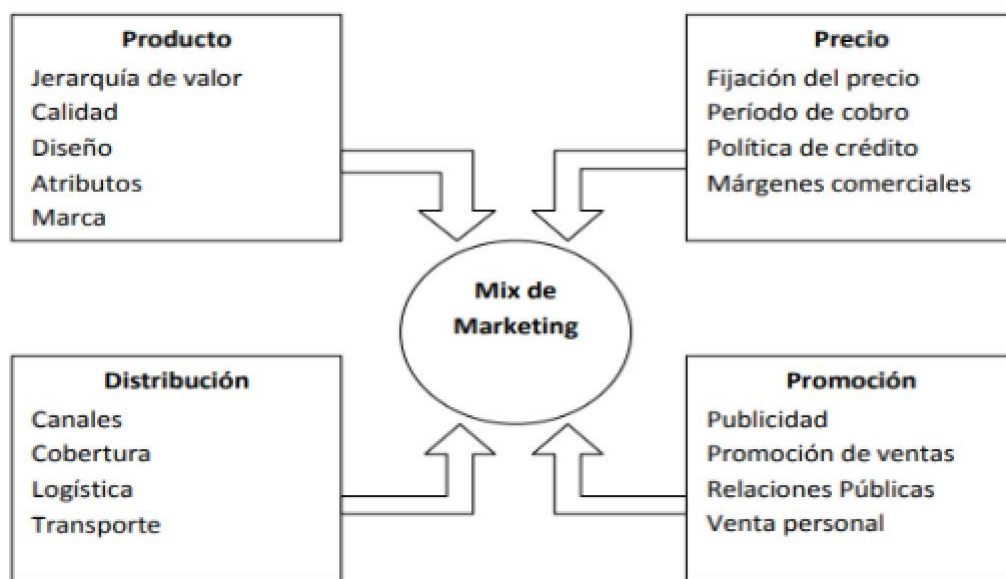 Producto
Jerarquía de valor
Calidad
Diseño
Atributos
Marca
Precio
Fijación del precio
Período de cobro
Política de crédito
Márgenes comerciales
Mix de
Marketing
Distribución
Canales
Cobertura
Logística
Transporte
Promoción
Publicidad
Promoción de ventas
Relaciones Públicas
Venta personal